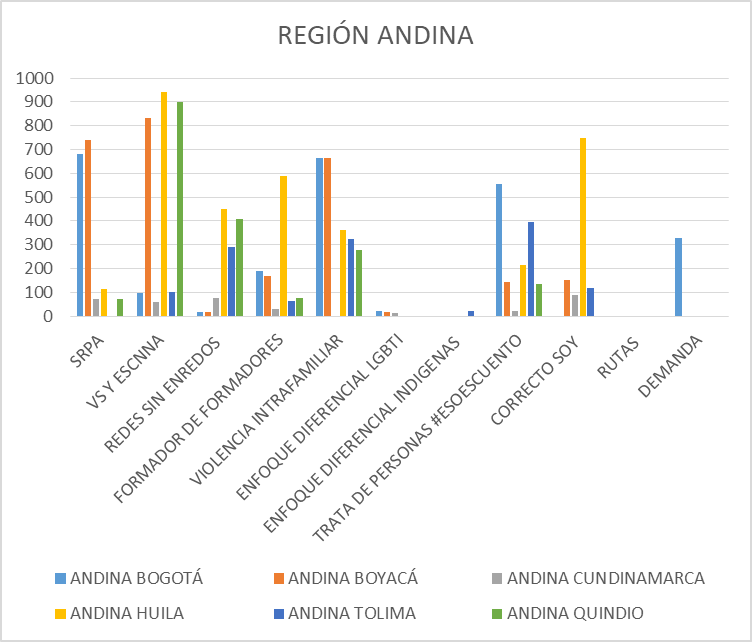 REGIÓN ANDINA
1000
900
800
700
600
500
400
300
200
100
0
SRPA
VS Y ESCNNA
REDES SIN ENREDOS
FORMADOR DE FORMADORES
VIOLENCIA INTRAFAMILIAR
ENFOQUE DIFERENCIAL LGBTI
ENFOQUE DIFERENCIAL INDIGENAS
TRATA DE PERSONAS #ESOESCUENTO
CORRECTO SOY
RUTAS
DEMANDA
ANDINA BOGOTÁ ANDINA BOYACÁ ANDINA CUNDINAMARCA
ANDINA HUILA ANDINA TOLIMA ANDINA QUINDIO